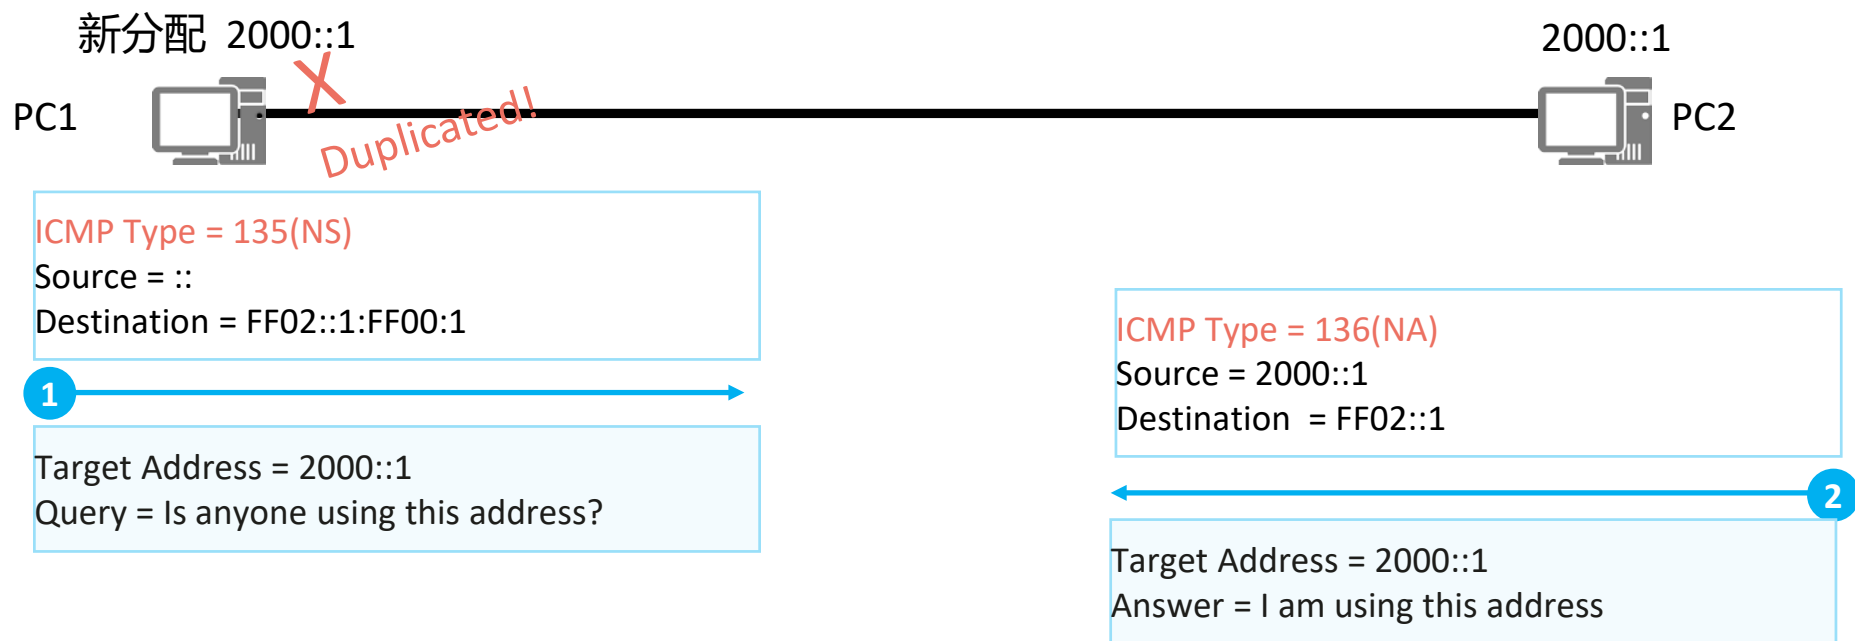 新分配 2000::1
2000::1
PC1
X
Duplicated!
PC2
ICMP Type = 135(NS)
Source = ::
Destination = FF02::1:FF00:1
1
Target Address = 2000::1
Query = Is anyone using this address?
ICMP Type = 136(NA)
Source = 2000::1
Destination = FF02::1
2
Target Address = 2000::1
Answer = I am using this address